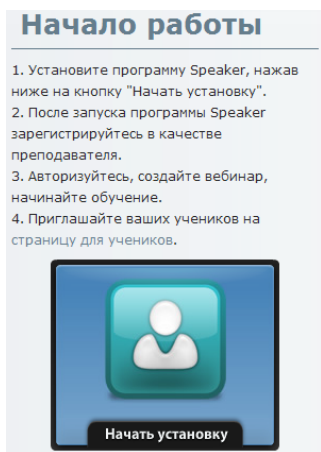 Начало работы
1. Установите программу Speaker, нажав
ниже на кнопку "Начать установку".
2. После запуска программы Speaker
зарегистрируйтесь в качестве
преподавателя.
3. Авторизуйтесь, создайте вебинар,
начинайте обучение.
4. Приглашайте ваших учеников на
страницу для учеников.
Начать установку